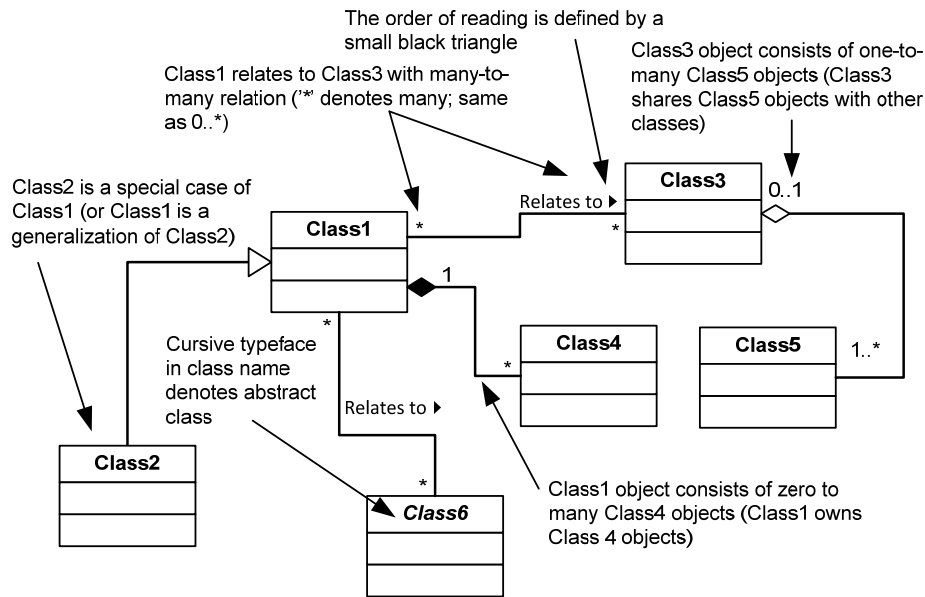 The order of reading is defined by a
small black triangle
Class1 relates to Class3 with many-to-
many relation ('*' denotes many; same
as 0..*)
Class3 object consists of one-to-
many Class5 objects (Class3
shares Class5 objects with other
classes)
Class2 is a special case of
Class1 (or Class1 is a
generalization of Class2)
Class1
*
Relates to ▶
*
Class3
0..1
1
*
Class4
Class5
1..*
*
Cursive typeface
in class name
denotes abstract
class
Relates to ▶
*
Class2
Class6
Class1 object consists of zero to
many Class4 objects (Class1 owns
Class 4 objects)